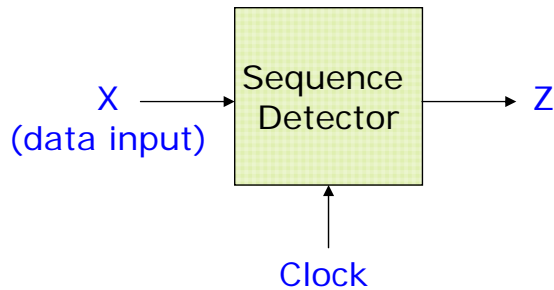 X
(data input)
Sequence
Detector
Z
Clock